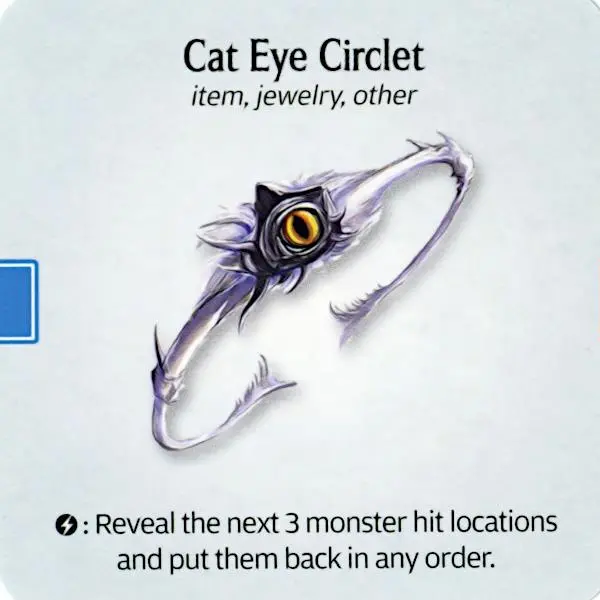 Cat Eye Circlet
item, jewelry, other
: Reveal the next 3 monster hit locations
and put them back in any order.